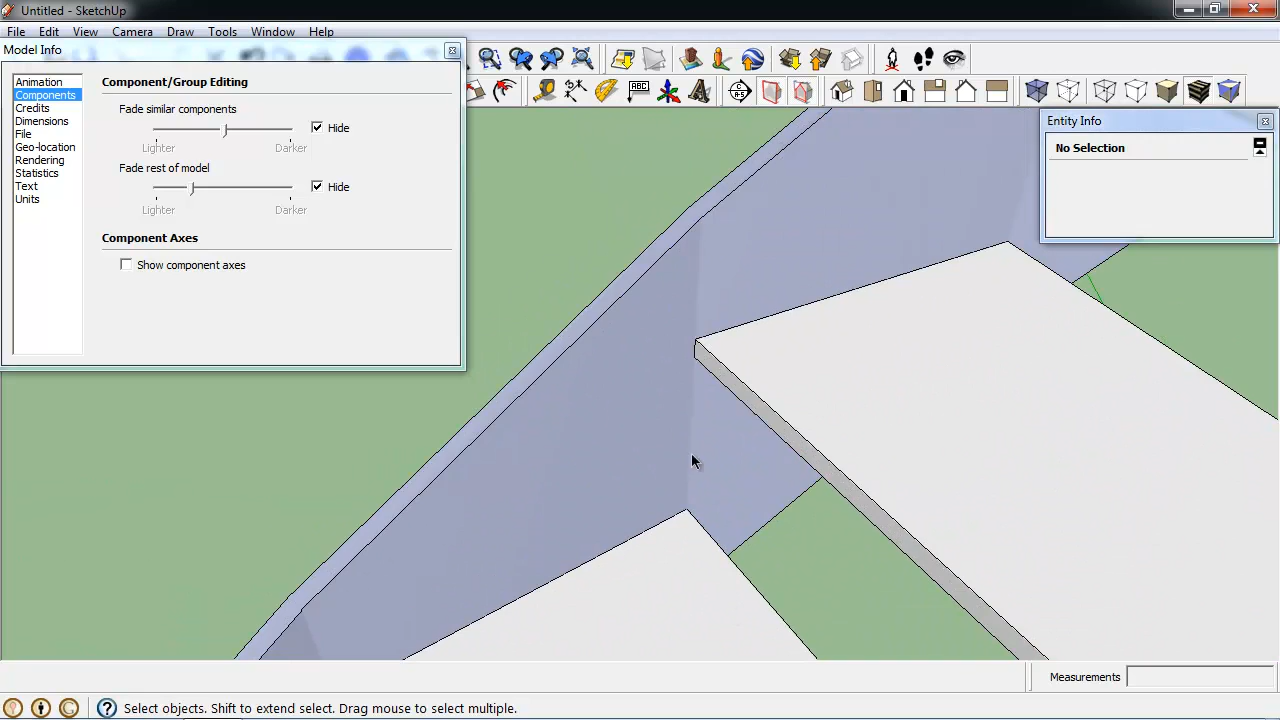 Untitled - SketchUp
File Edit View Camera Draw Tools Window Help
Model Info
Animation
Components
Credits
Dimensions
File
Geo-location
Rendering
Statistics
Text
Units
Component/Group Editing
Fade similar components
Hide
Lighter Darker
Fade rest of model
Hide
Lighter Darker
Component Axes
Show component axes
ABC
Entity Info
No Selection
Measurements
Select objects. Shift to extend select. Drag mouse to select multiple.